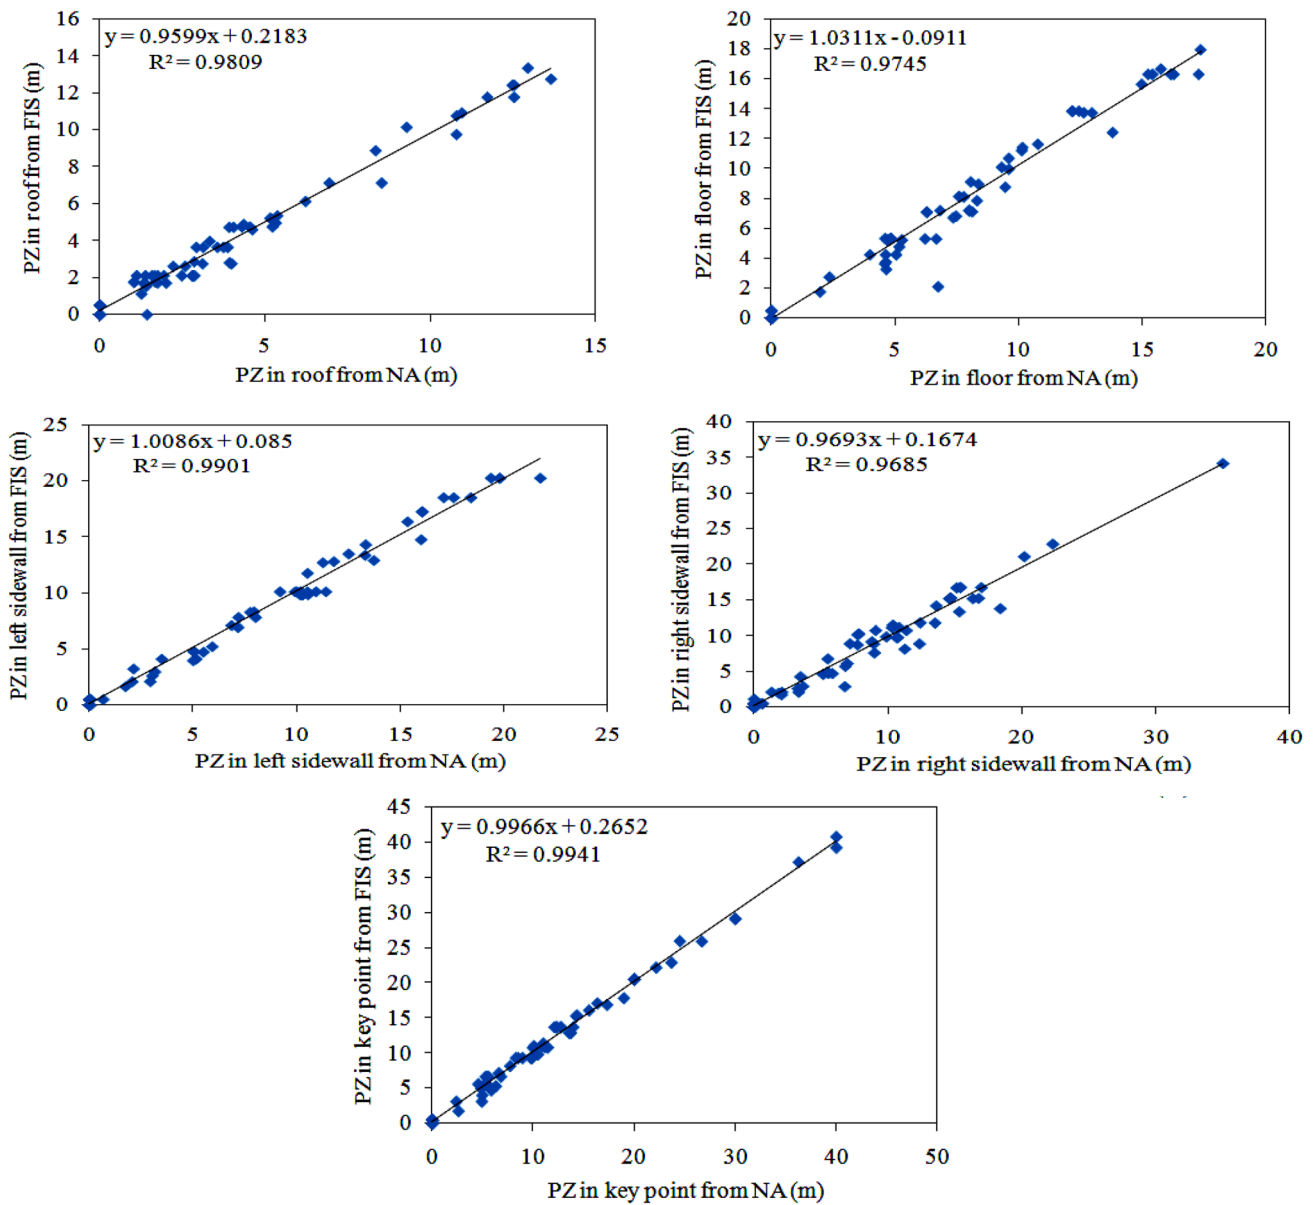 16
14
12
10
8
6
4
2
0
y = 0.9599x + 0.2183
R² = 0.9809
PZ in roof from FIS (m)
0 5 10 15
PZ in roof from NA (m)
20
18
16
14
12
10
8
6
4
2
0
y = 1.0311x - 0.0911
R² = 0.9745
PZ in floor from FIS (m)
0 5 10 15 20
PZ in floor from NA (m)
25
20
15
10
5
0
y = 1.0086x + 0.085
R² = 0.9901
PZ in left sidewall from FIS (m)
0 5 10 15 20 25
PZ in left sidewall from NA (m)
40
35
30
25
20
15
10
5
0
y = 0.9693x + 0.1674
R² = 0.9685
PZ in right sidewall from FIS (m)
0 10 20 30 40
PZ in right sidewall from NA (m)
45
40
35
30
25
20
15
10
5
0
y = 0.9966x + 0.2652
R² = 0.9941
PZ in key point from FIS (m)
0 10 20 30 40 50
PZ in key point from NA (m)